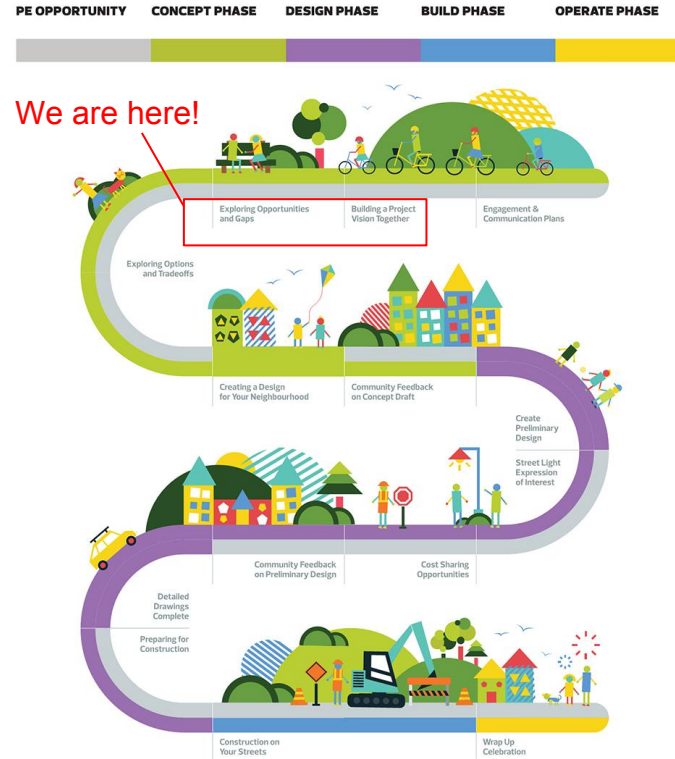 PE OPPORTUNITY CONCEPT PHASE DESIGN PHASE BUILD PHASE OPERATE PHASE
We are here!
Exploring Opportunities
and Gaps
Building a Project
Vision Together
Engagement &
Communication Plans
Exploring Options
and Tradeoffs
Creating a Design
for Your Neighbourhood
Community Feedback
on Concept Draft
Create
Preliminary
Design
Street Light
Expression
of Interest
Community Feedback
on Preliminary Design
Cost Sharing
Opportunities
Detailed
Drawings
Complete
Preparing for
Construction
Construction on
Your Streets
Wrap Up
Celebration